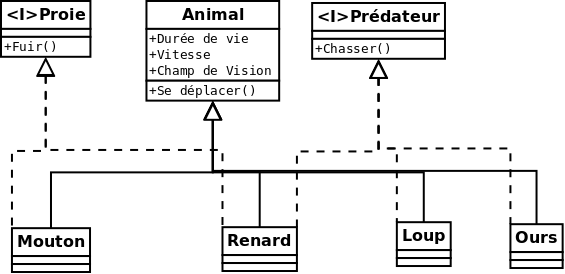 <I>Proie
+Fuir()
Animal
+Durée de vie
+Vitesse
+Champ de Vision
+Se déplacer()
<I>Prédateur
+Chasser()
Mouton
Renard
Loup
Ours